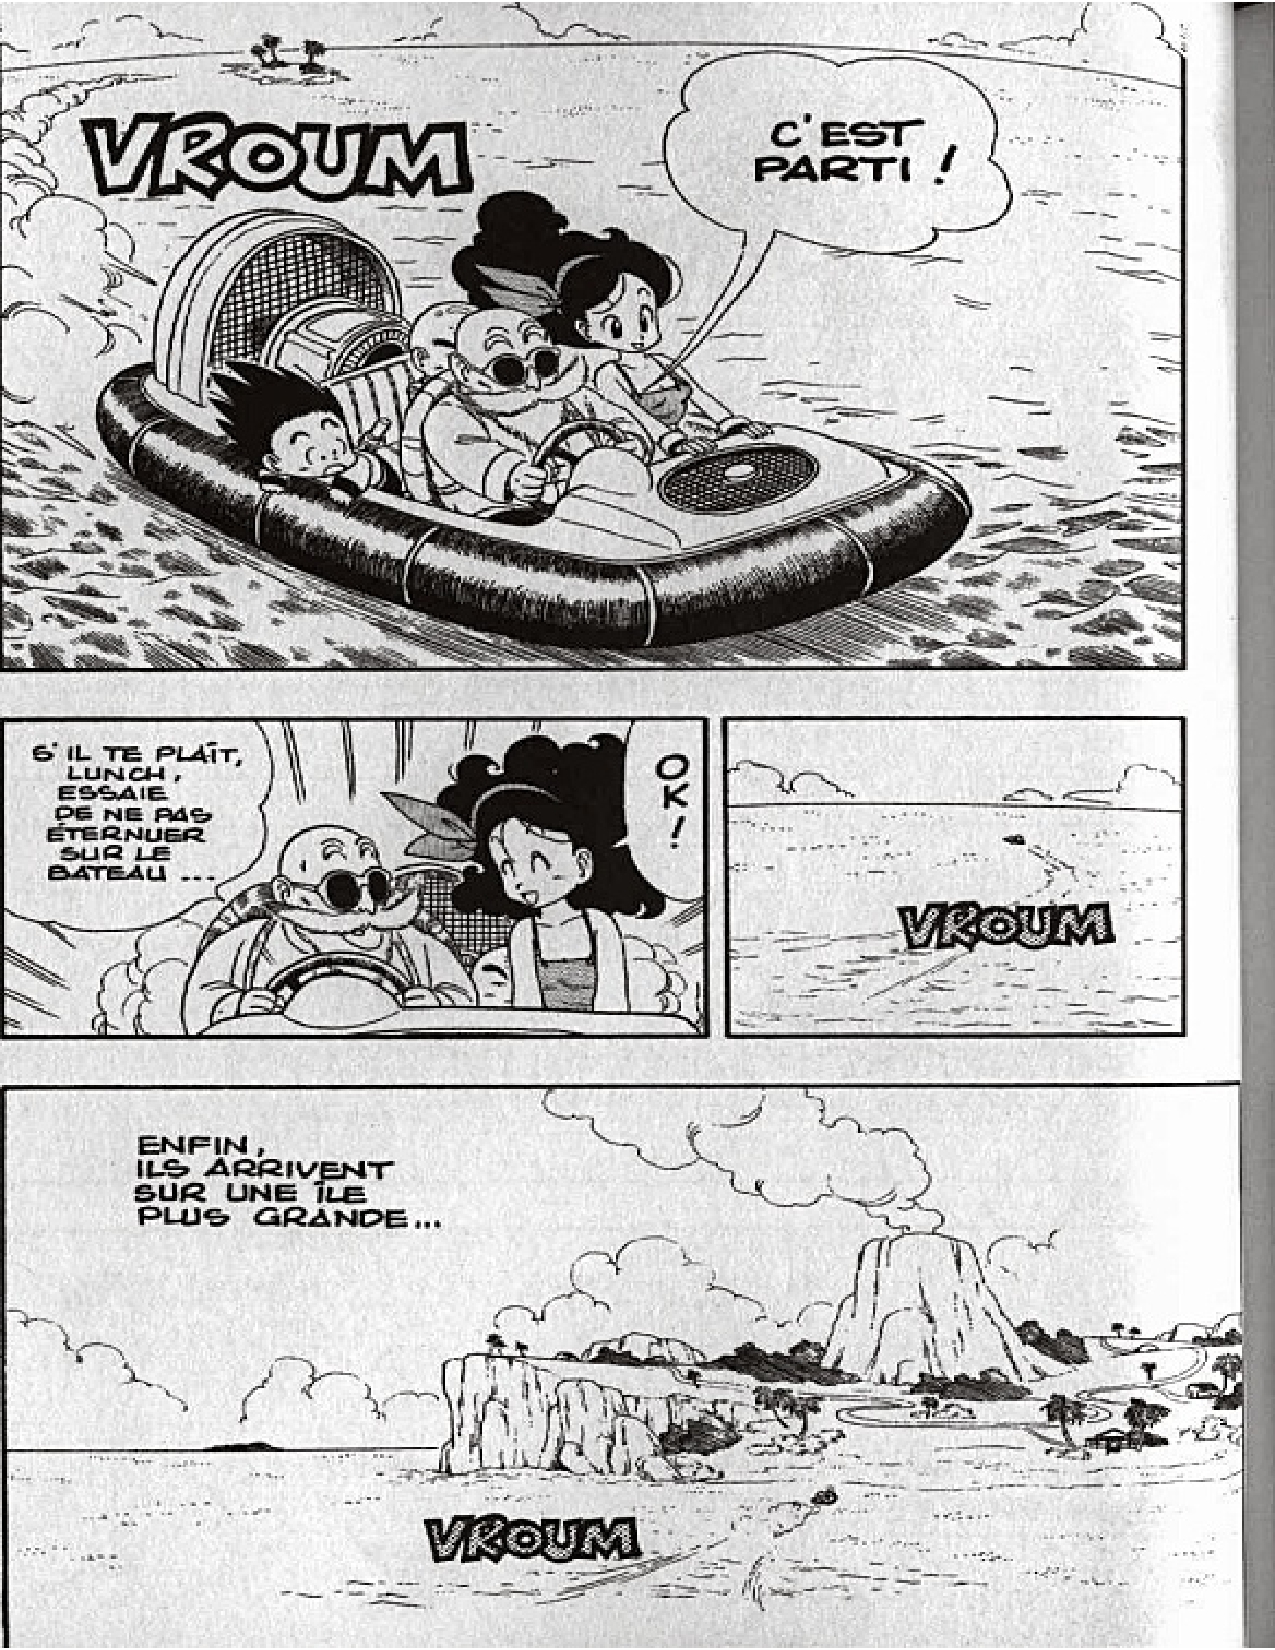 VROUM
C'EST
PARTI !
S'IL TE PLAÎT,
LUNCH,
ESSAIE
DE NE PAS
ÉTERNUER
SUR LE
BATEAU ...
OK!
VROUM
ENFIN,
ILS ARRIVENT
SUR UNE ÎLE
PLUS GRANDE...
VROUM